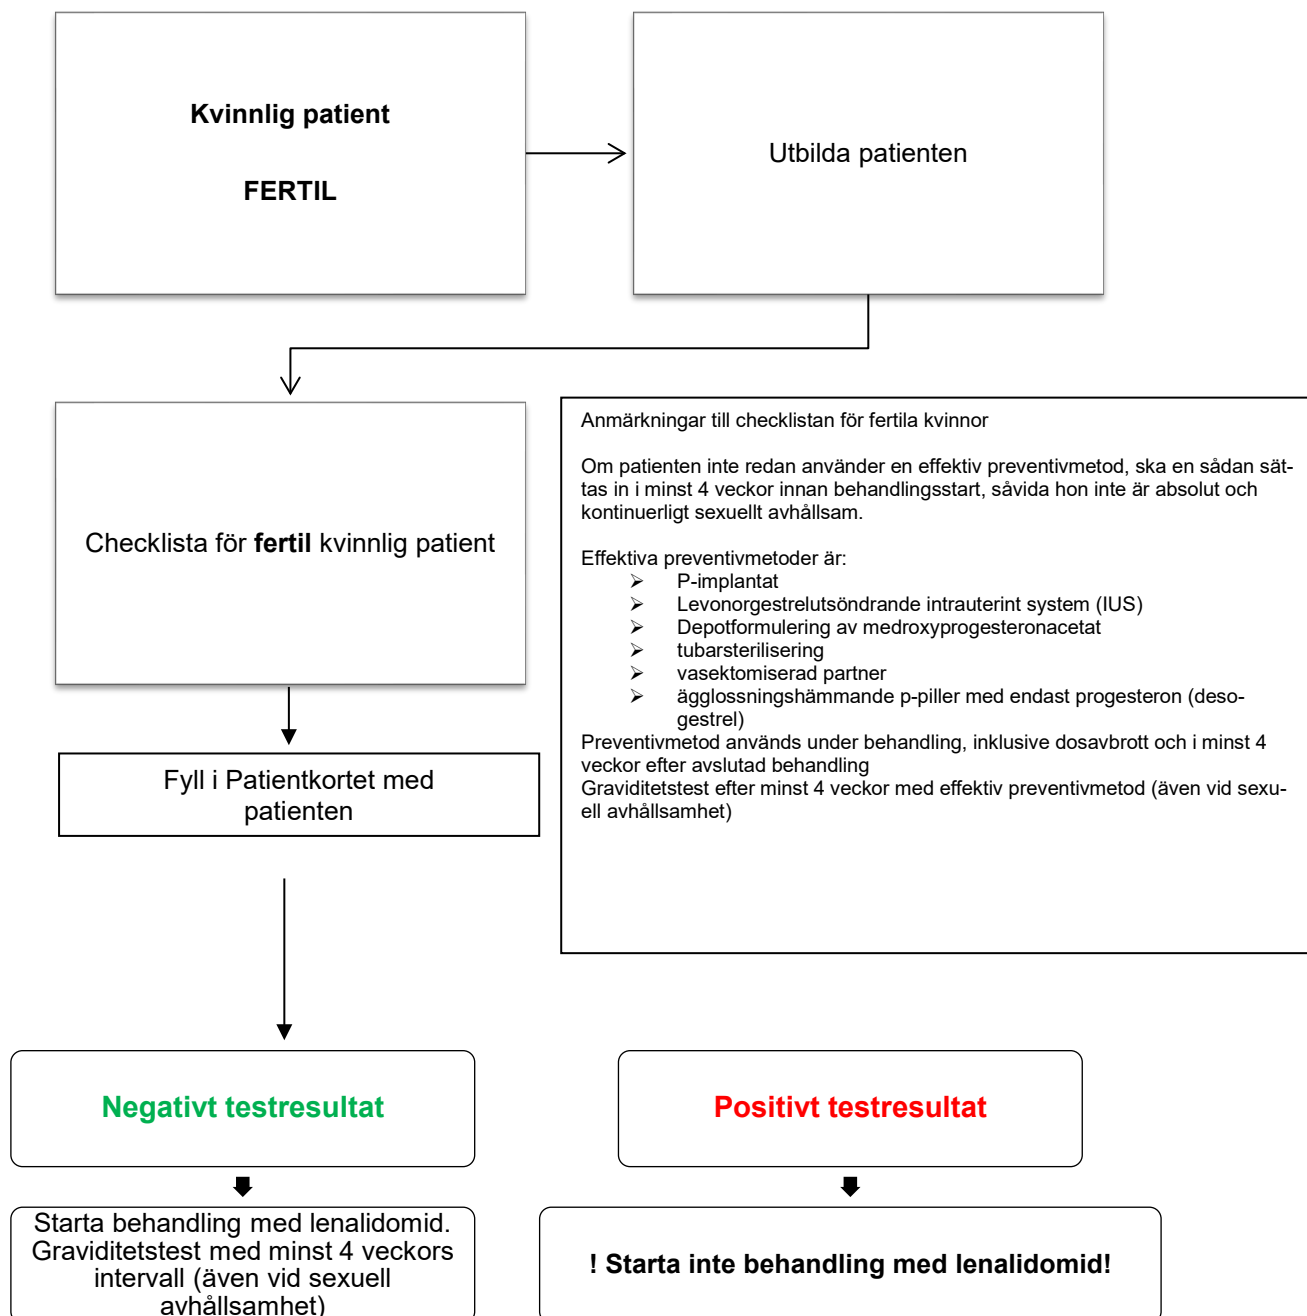 Kvinnlig patient
FERTIL
Utbilda patienten
Checklista för fertil kvinnlig patient
Anmärkningar till checklistan för fertila kvinnor
Om patienten inte redan använder en effektiv preventivmetod, ska en sådan sät-
tas in i minst 4 veckor innan behandlingsstart, såvida hon inte är absolut och
kontinuerligt sexuellt avhållsam.
Effektiva preventivmetoder är:
➢ P-implantat
➢ Levonorgestrelutsöndrande intrauterint system (IUS)
➢ Depotformulering av medroxyprogesteronacetat
➢ tubarsterilisering
➢ vasektomiserad partner
➢ ägglossningshämmande p-piller med endast progesteron (deso-
gestrel)
Preventivmetod används under behandling, inklusive dosavbrott och i minst 4
veckor efter avslutad behandling
Graviditetstest efter minst 4 veckor med effektiv preventivmetod (även vid sexu-
ell avhållsamhet)
Fyll i Patientkortet med
patienten
Negativt testresultat
Positivt testresultat
Starta behandling med lenalidomid.
Graviditetstest med minst 4 veckors
intervall (även vid sexuell
avhållsamhet)
! Starta inte behandling med lenalidomid!